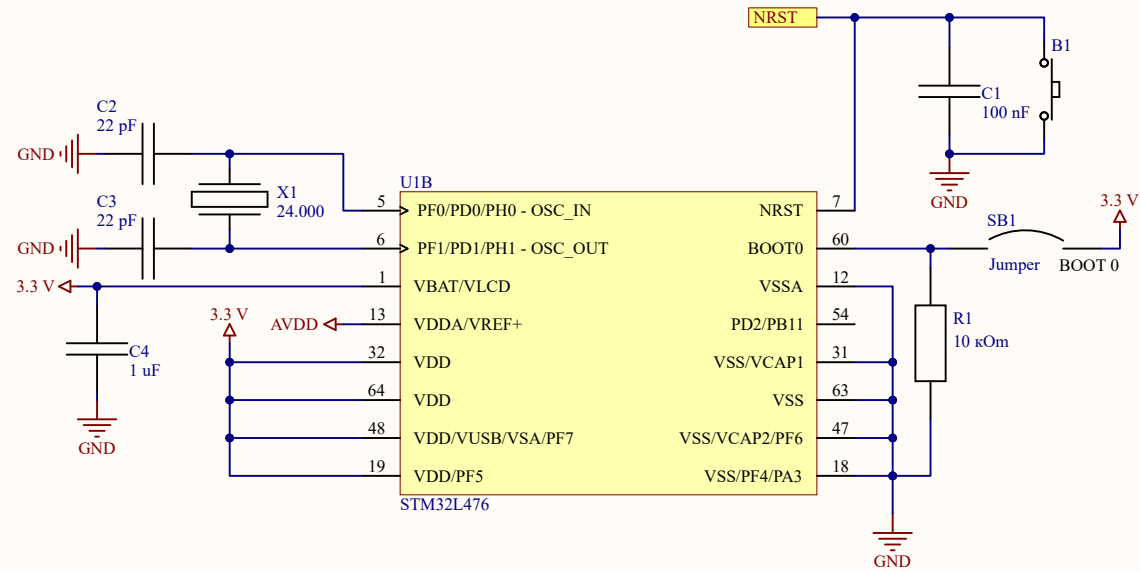 NRST
B1
C1
100 nF
GND
C2
22 pF
GND
X1
24.000
C3
22 pF
GND
3.3 V
C4
1 uF
GND
3.3 V
AVDD
U1B
5
PF0/PD0/PH0 - OSC_IN
6
PF1/PD1/PH1 - OSC_OUT
1
VBAT/VLCD
13
VDDA/VREF+
32
VDD
64
VDD
48
VDD/VUSB/VSA/PF7
19
VDD/PF5
NRST
7
BOOT0
60
VSSA
12
PD2/PB11
54
VSS/VCAP1
31
VSS
63
VSS/VCAP2/PF6
47
VSS/PF4/PA3
18
STM32L476
SB1
Jumper
3.3 V
BOOT 0
R1
10 кОm
GND